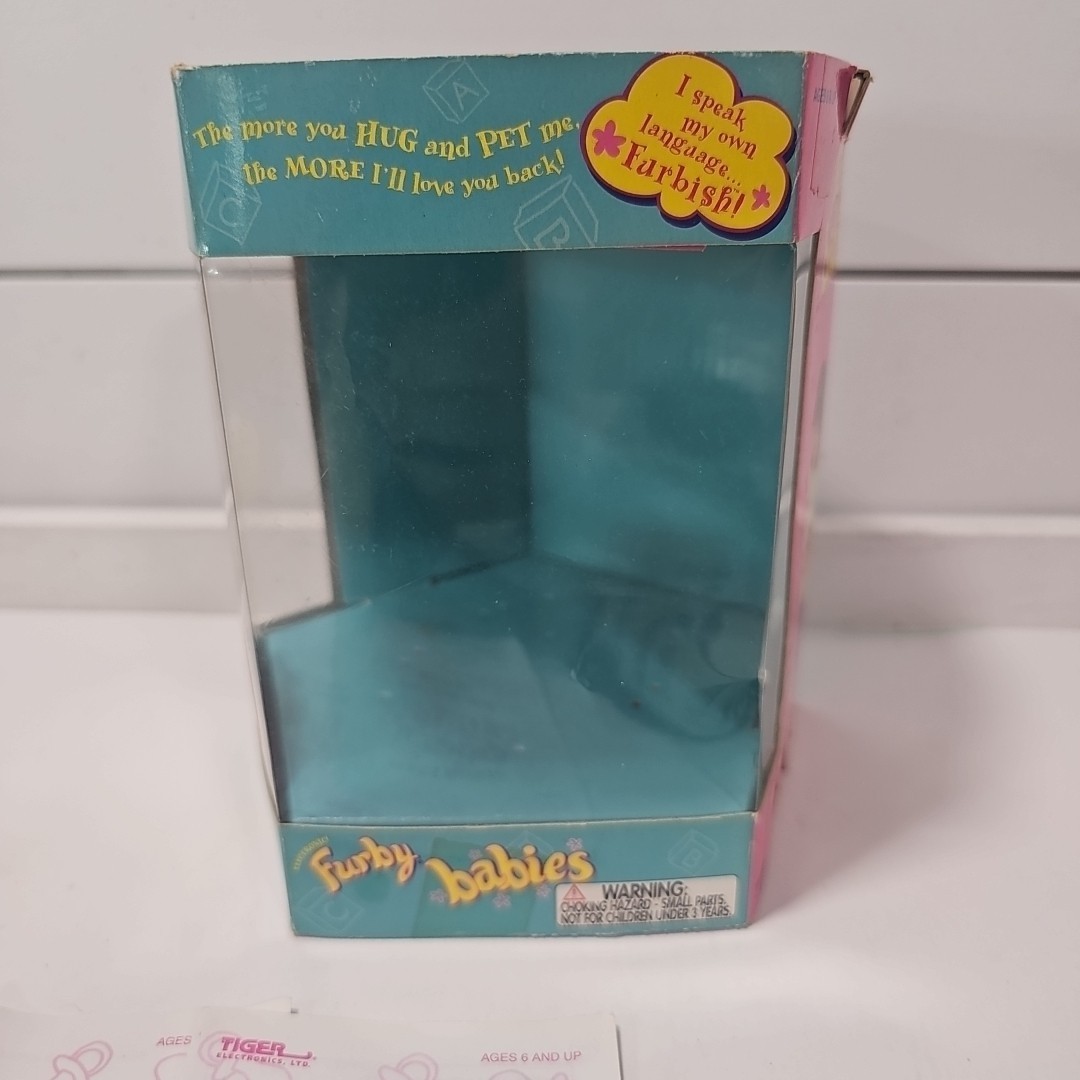 The more you HUG and PET me,
the MORE I'll love you back!
I speak
my own
language...
Furbish!™
A
C
B
Furby babies
B
C
WARNING:
CHOKING HAZARD - SMALL PARTS.
NOT FOR CHILDREN UNDER 3 YEARS.
AGES
TIGER
ELECTRONICS, LTD.
AGES 6 AND UP